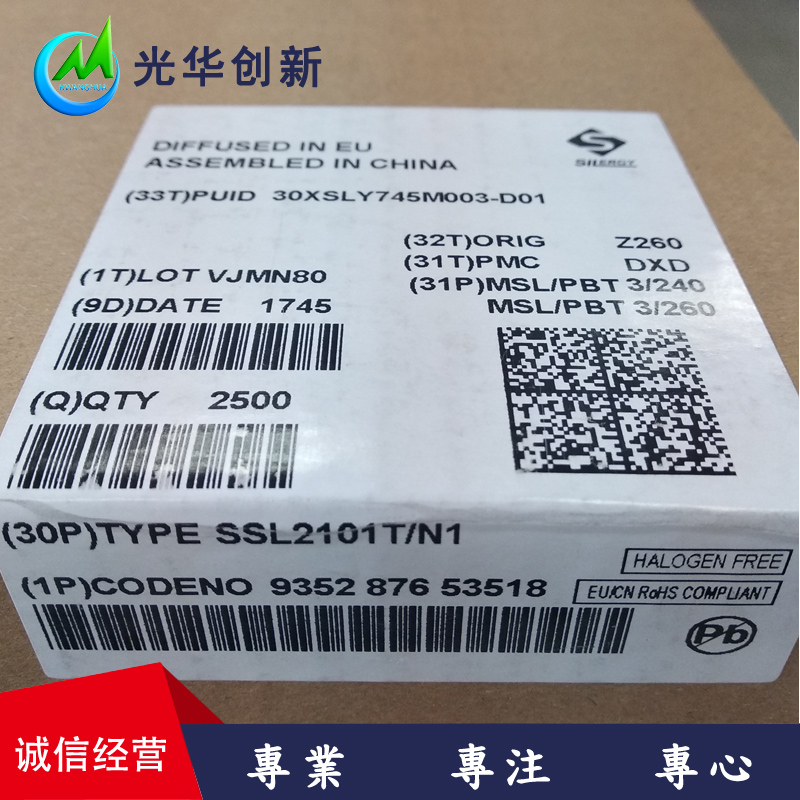 光华创新
GUANGHUA
DIFFUSED IN EU
ASSEMBLED IN CHINA
SILERGY
(33T)PUID 30XSLY745M003-D01
(32T)ORIG Z260
(31T)PMC DXD
(31P)MSL/PBT 3/240
MSL/PBT 3/260
(1T)LOT VJMN80
(9D)DATE 1745
(Q)QTY 2500
(30P)TYPE SSL2101T/N1
HALOGEN FREE
(1P)CODENO 9352 876 53518
EU/CN RoHS COMPLIANT
Pb
诚信经营
專業 專注 專心